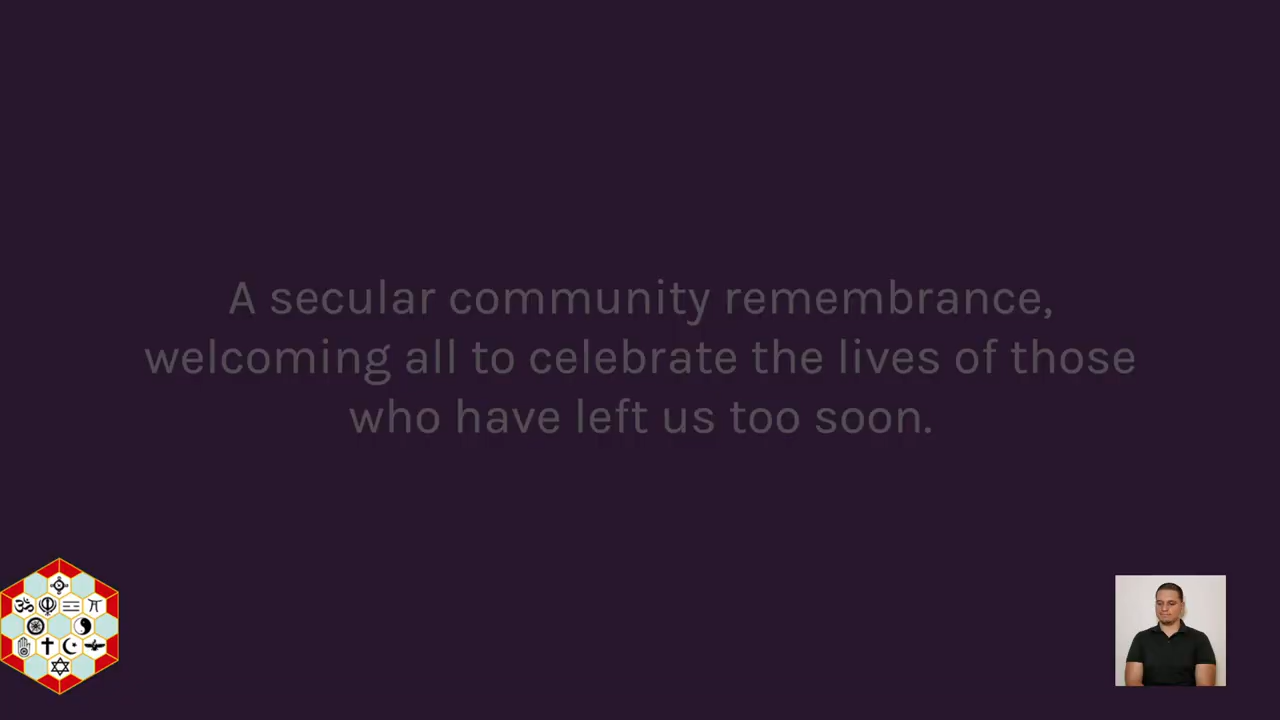 A secular community remembrance,
welcoming all to celebrate the lives of those
who have left us too soon.